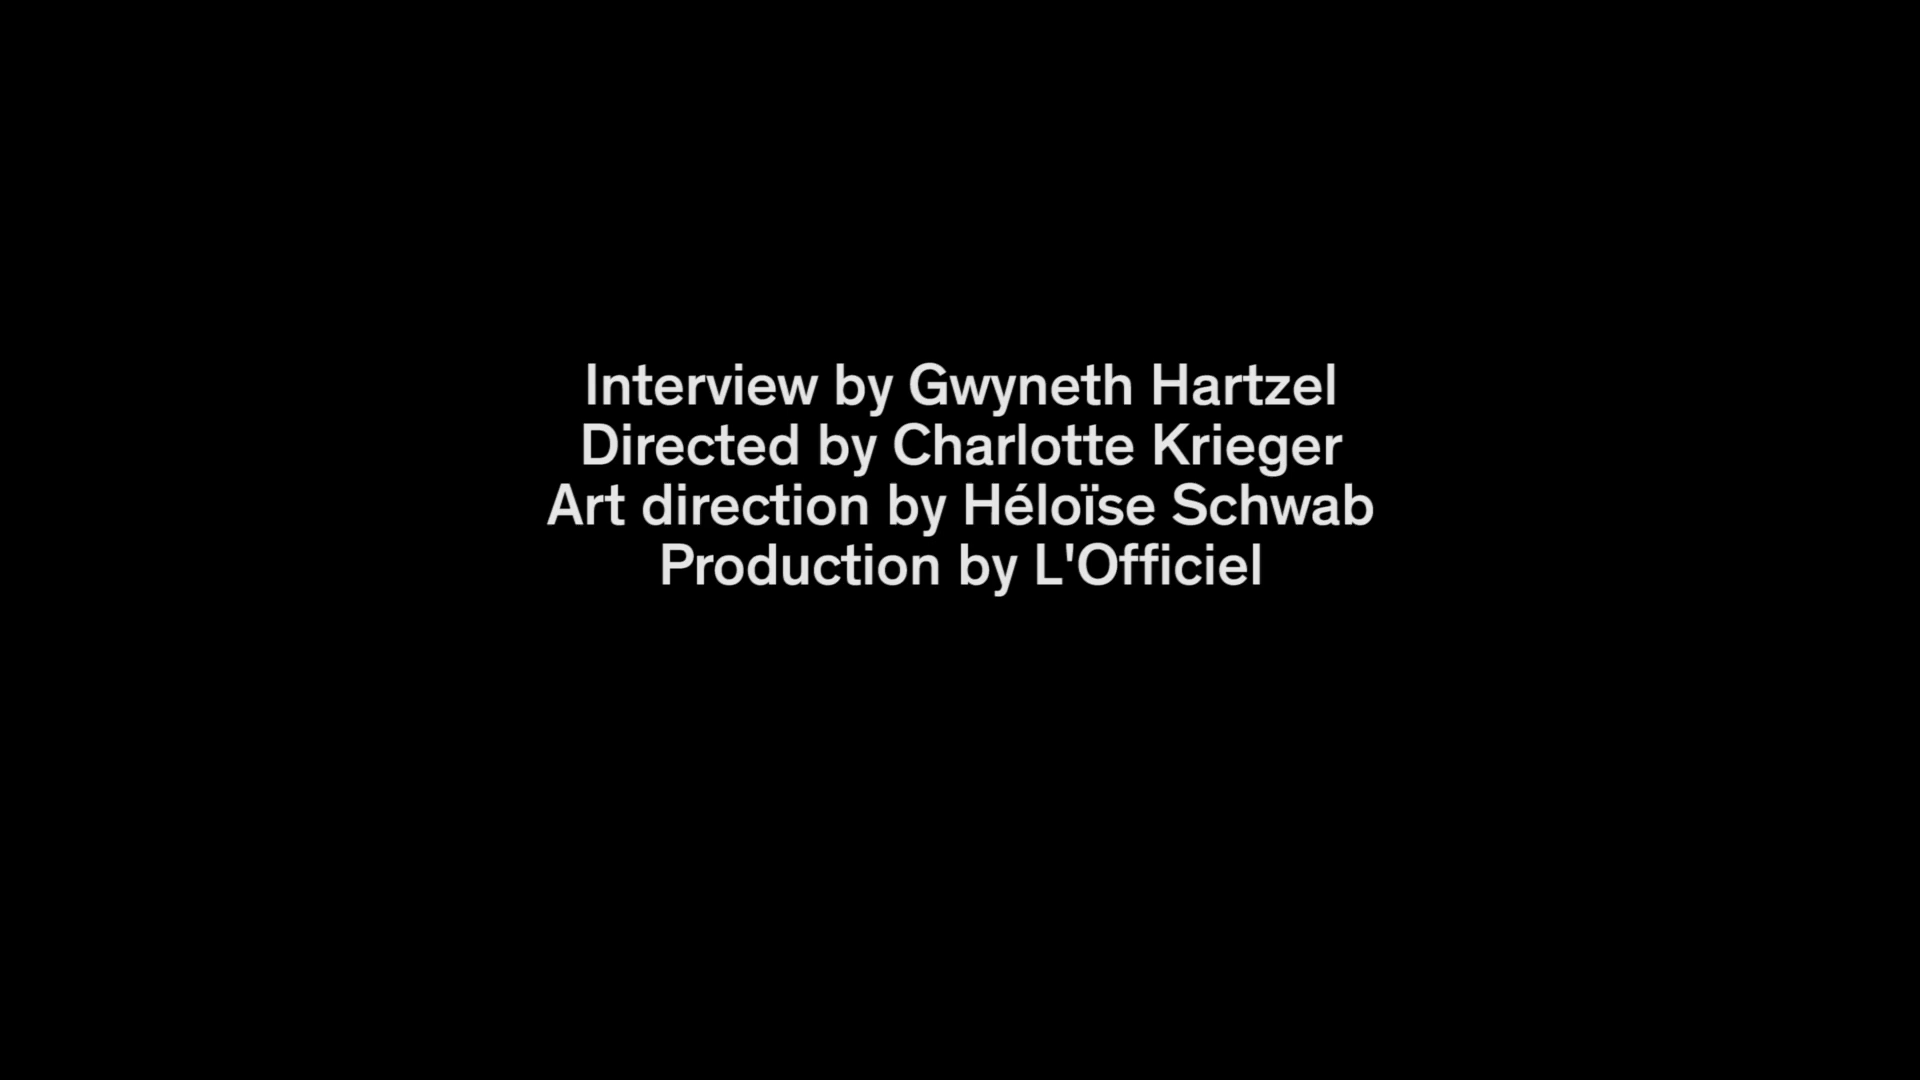 Interview by Gwyneth Hartzel
Directed by Charlotte Krieger
Art direction by Héloïse Schwab
Production by L'Officiel